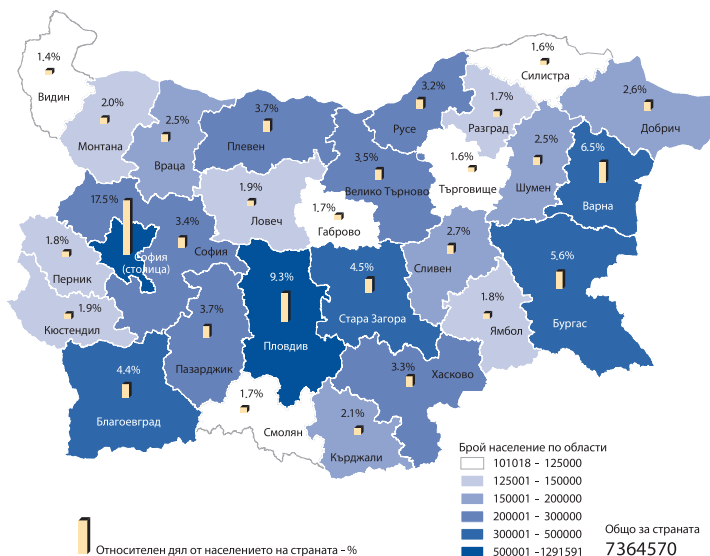 1.4%
Видин
1.6%
Силистра
2.0%
Монтана
2.5%
Враца
3.7%
Плевен
3,2%
Русе
1.7%
Разград
2.6%
Добрич
3,5%
Велико Търново
1.6%
Търговище
2.5%
Шумен
6.5%
Варна
17.5%
София
(столица)
3.4%
София
1.9%
Ловеч
1.7%
Габрово
1.8%
Перник
1.9%
Кюстендил
3.7%
Пазарджик
9.3%
Пловдив
4.5%
Стара Загора
2.7%
Сливен
1.8%
Ямбол
5,6%
Бургас
4.4%
Благоевград
1.7%
Смолян
2.1%
Кърджали
3.3%
Хасково
Брой население по области
101018 – 125000
125001 – 150000
150001 – 200000
200001 – 300000
300001 – 500000
500001 –1291591
Общо за страната
7364570
Относителен дял от населението на страната – %